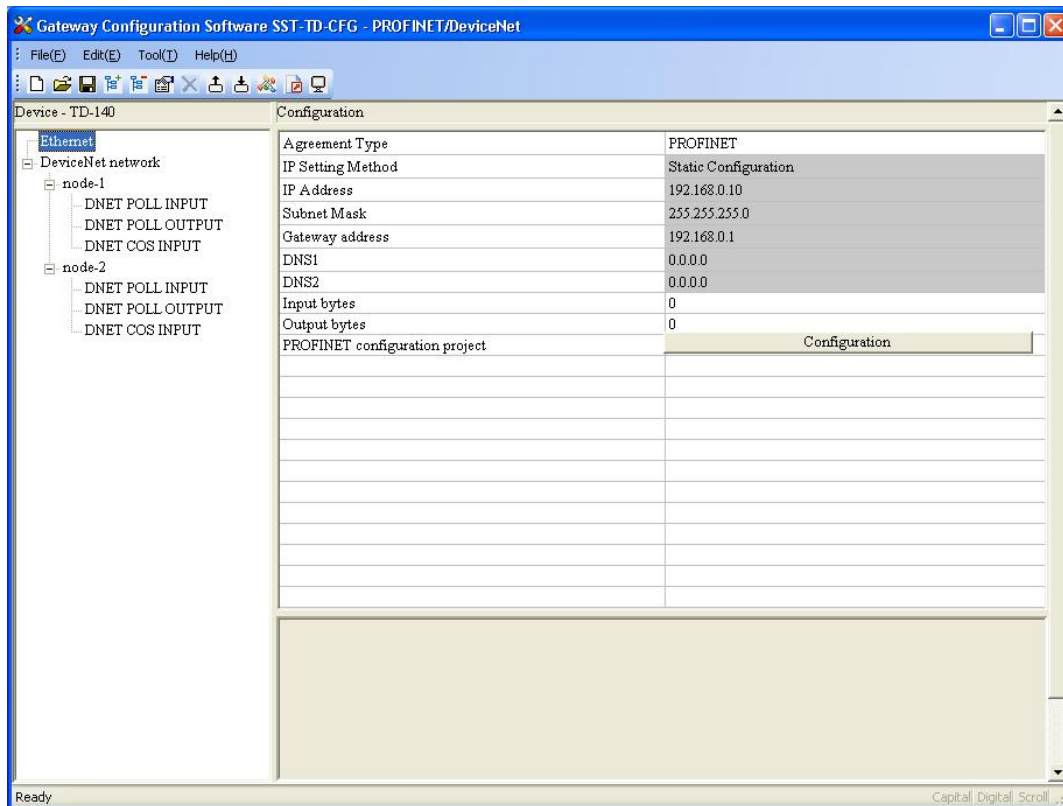 Gateway Configuration Software SST-TD-CFG - PROFINET/DeviceNet
File(F) Edit(E) Tool(T) Help(H)
Device - TD-140
Configuration
Ethernet
DeviceNet network
node-1
DNET POLL INPUT
DNET POLL OUTPUT
DNET COS INPUT
node-2
DNET POLL INPUT
DNET POLL OUTPUT
DNET COS INPUT
Agreement Type PROFINET
IP Setting Method Static Configuration
IP Address 192.168.0.10
Subnet Mask 255.255.255.0
Gateway address 192.168.0.1
DNS1 0.0.0.0
DNS2 0.0.0.0
Input bytes 0
Output bytes 0
PROFINET configuration project Configuration
Ready
Capital Digital Scroll